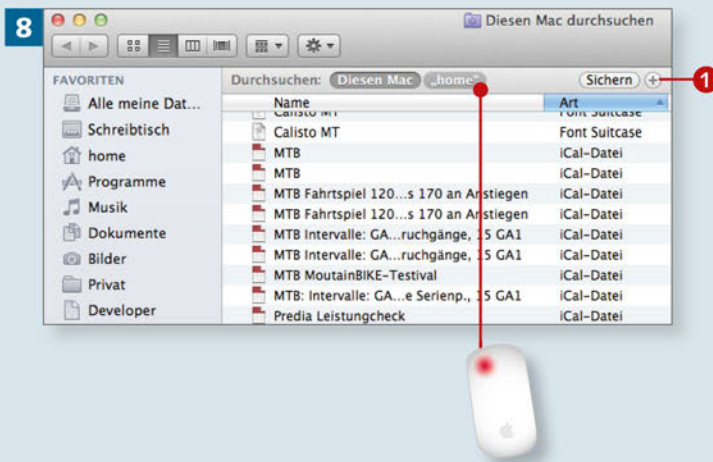 8
Diesen Mac durchsuchen
FAVORITEN
Alle meine Dat...
Schreibtisch
home
Programme
Musik
Dokumente
Bilder
Privat
Developer
Durchsuchen: Diesen Mac „home“ Sichern + 1
Name Art
Calisto MT Font Suitcase
Calisto MT Font Suitcase
MTB iCal-Datei
MTB iCal-Datei
MTB Fahrtspiel 120...s 170 an Anstiegen iCal-Datei
MTB Fahrtspiel 120...s 170 an Anstiegen iCal-Datei
MTB Intervalle: GA...ruchgänge, 15 GA1 iCal-Datei
MTB Intervalle: GA...ruchgänge, 15 GA1 iCal-Datei
MTB MoutainBIKE-Testival iCal-Datei
MTB: Intervalle: GA...e Serienp., 15 GA1 iCal-Datei
Predia Leistungcheck iCal-Datei